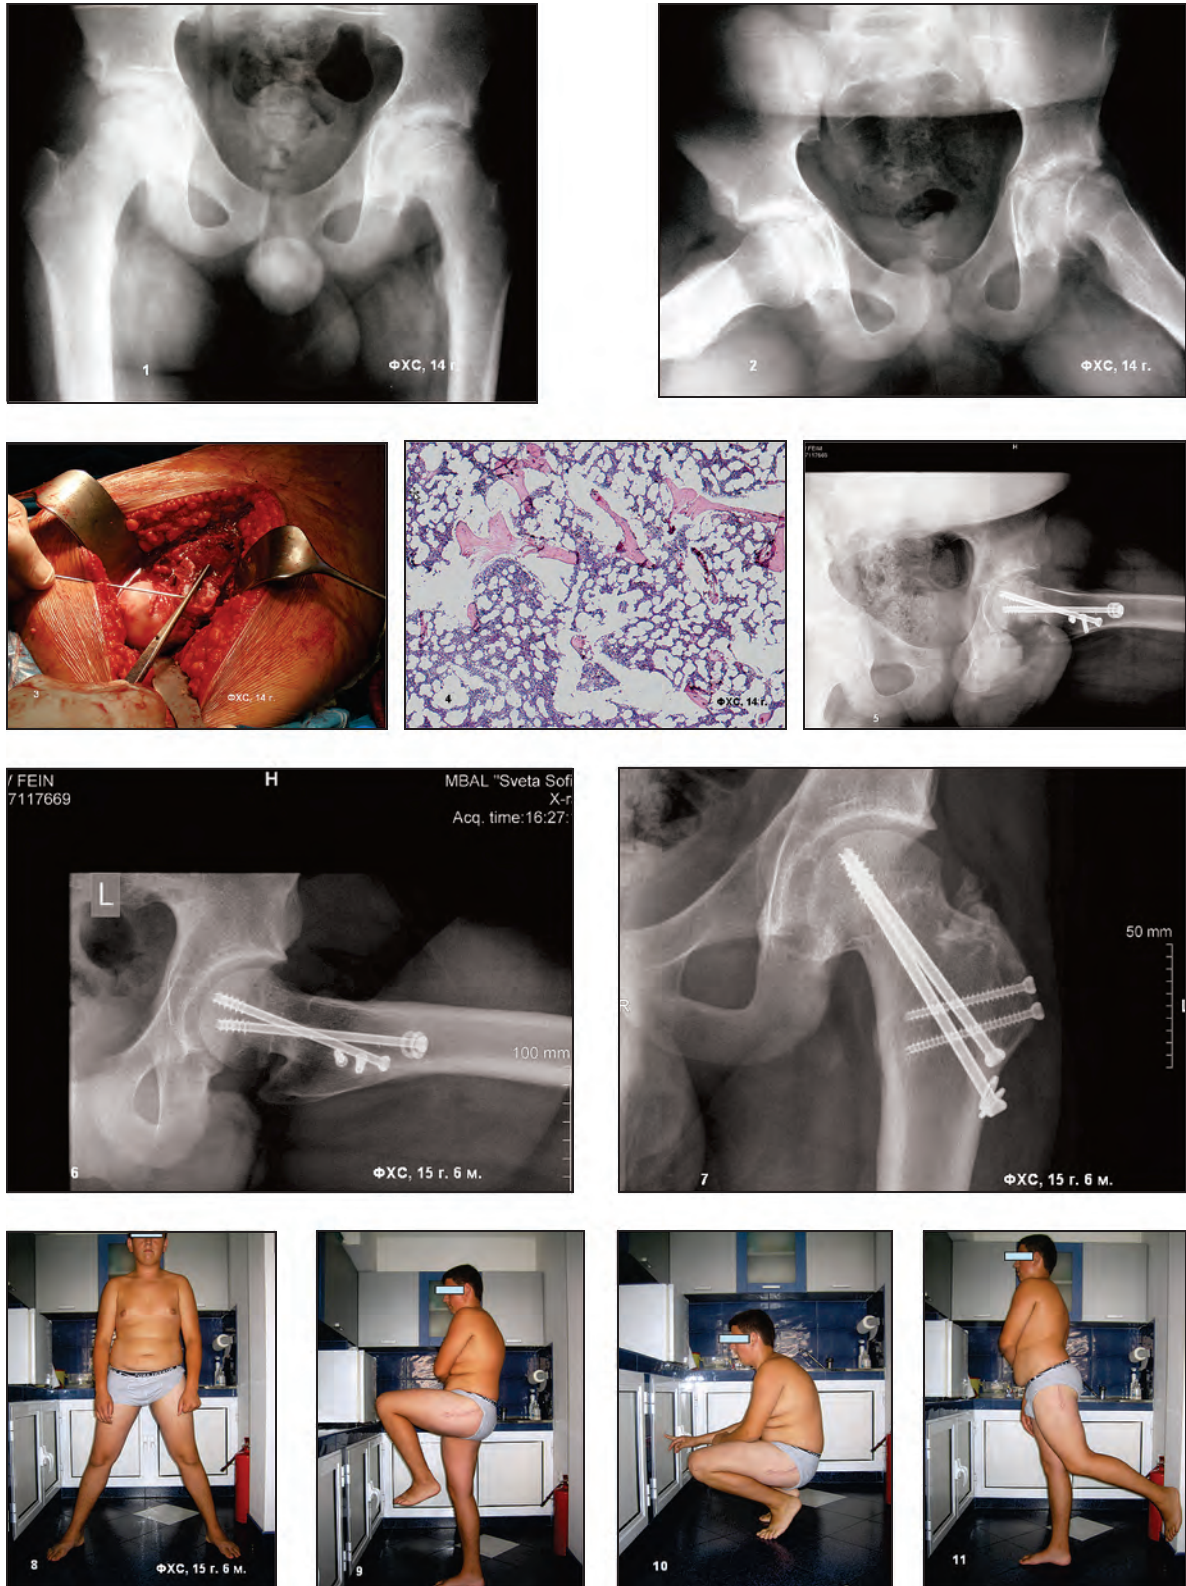 1
ФХС, 14 г.
2
ФХС, 14 г.
3
ФХС, 14 г.
4
ФХС, 14 г.
/ FEIN
7117669
H
5
/ FEIN
7117669
H
MBAL "Sveta Sofi
X-r
Acq. time:16:27:
L
100 mm
6
ФХС, 15 г. 6 м.
R
50 mm
7
ФХС, 15 г. 6 м.
8
ФХС, 15 г. 6 м.
9
10
11